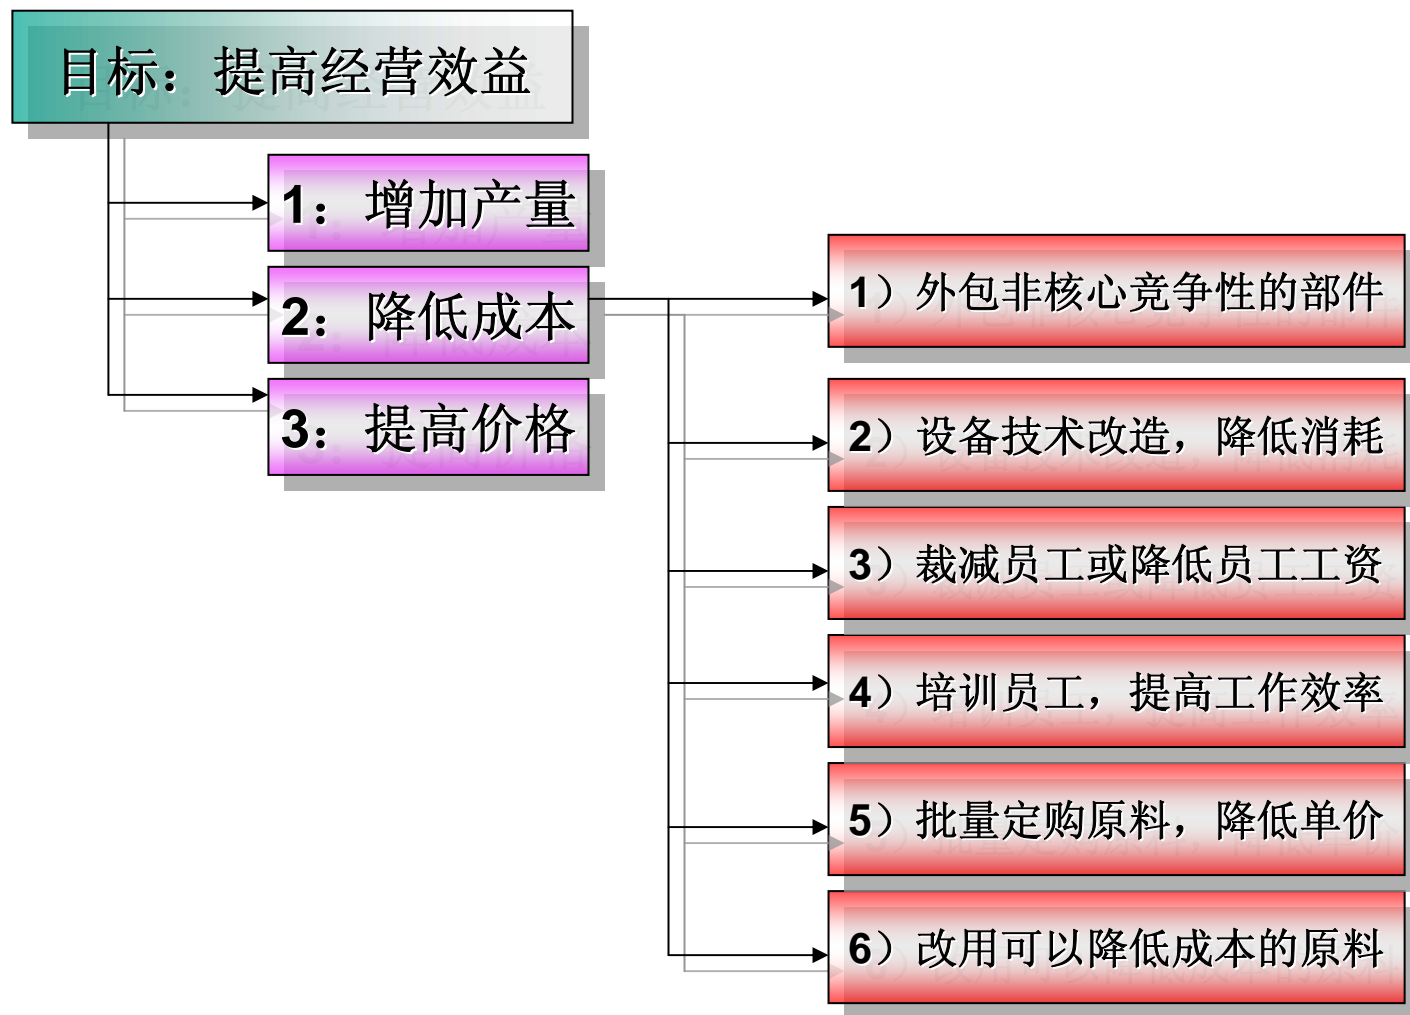 目标：提高经营效益
1：增加产量
2：降低成本
3：提高价格
1）外包非核心竞争性的部件
2）设备技术改造，降低消耗
3）裁减员工或降低员工工资
4）培训员工，提高工作效率
5）批量定购原料，降低单价
6）改用可以降低成本的原料